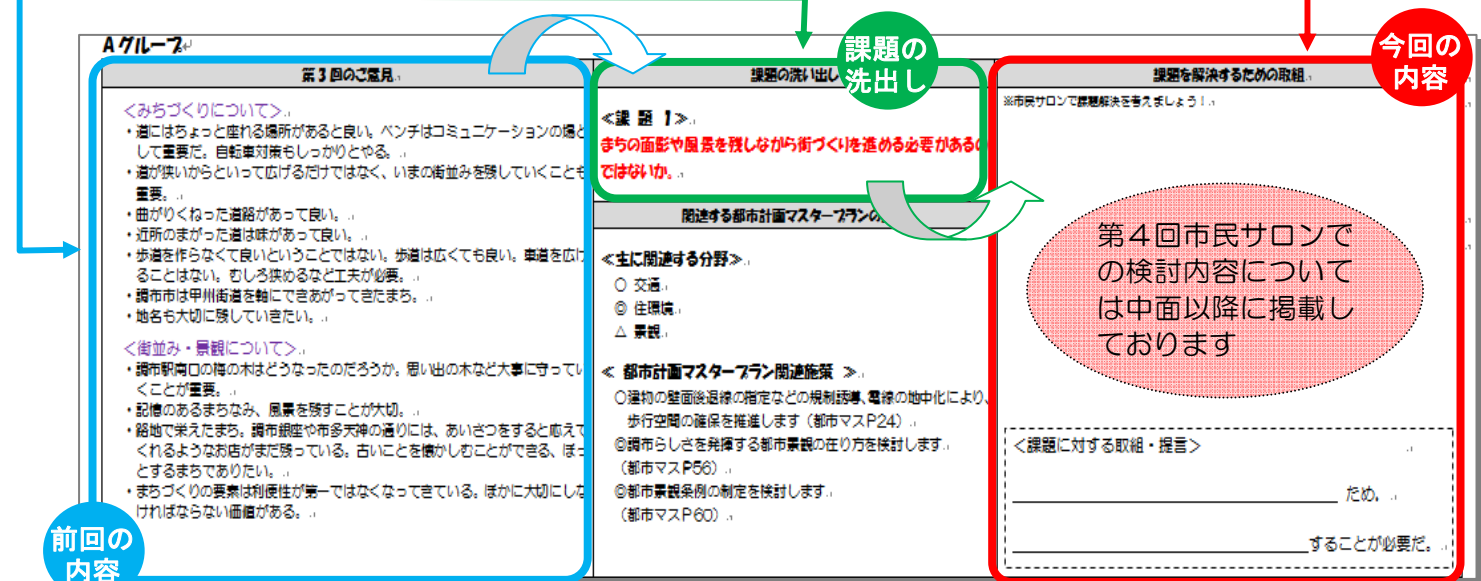 Aグループ
第3回のご意見
＜みちづくりについて＞
・道にはちょっと座れる場所があると良い。ベンチはコミュニケーションの場と
して重要だ。自転車対策もしっかりとやる。
・道が狭いからといって広げるだけではなく、いまの街並みを残していくことも
重要。
・曲がりくねった道路があって良い。
・近所のまがった道は味があって良い。
・歩道を作らなくて良いということではない。歩道は広くても良い。車道を広げ
ることはない。むしろ狭めるなど工夫が必要。
・調布市は甲州街道を軸にできあがってきたまち。
・地名も大切に残していきたい。
＜街並み・景観について＞
・調布駅南口の梅の木はどうなったのだろうか。思い出の木など大事に守ってい
くことが重要。
・記憶のあるまちなみ、風景を残すことが大切。
・路地で栄えたまち。調布銀座や布多天神の通りには、あいさつをすると応えて
くれるようなお店がまだ残っている。古いことを懐かしむことができる、ほっ
とするまちでありたい。
・まちづくりの要素は利便性が第一ではなくなってきている。ほかに大切にしな
ければならない価値がある。
前回の
内容
課題の洗い出し
課題の
洗出し
≪課 題 1≫
まちの面影や風景を残しながら街づくりを進める必要があるの
ではないか。
関連する都市計画マスタープランの
≪主に関連する分野≫
○ 交通
◎ 住環境
△ 景観
≪ 都市計画マスタープラン関連施策 ≫
○建物の壁面後退線の指定などの規制誘導、電線の地中化により、
歩行空間の確保を推進します（都市マスP24）
◎調布らしさを発揮する都市景観の在り方を検討します
（都市マスP56）
◎都市景観条例の制定を検討します
（都市マスP60）
課題を解決するための取組
今回の
内容
※市民サロンで課題解決を考えましょう！
第４回市民サロンで
の検討内容について
は中面以降に掲載し
ております
＜課題に対する取組・提言＞
ため、
することが必要だ。